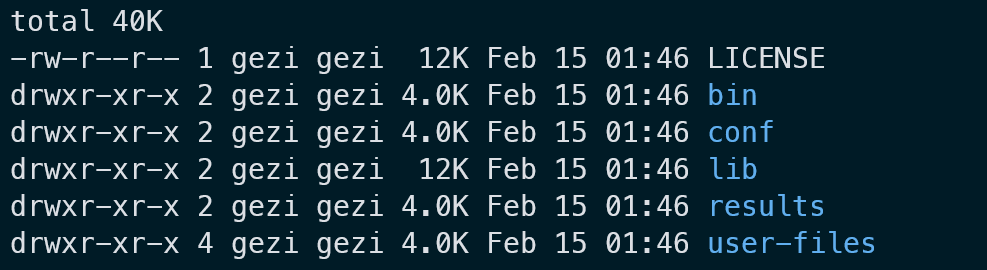 total 40K
-rw-r--r-- 1 gezi gezi  12K Feb 15 01:46 LICENSE
drwxr-xr-x 2 gezi gezi 4.0K Feb 15 01:46 bin
drwxr-xr-x 2 gezi gezi 4.0K Feb 15 01:46 conf
drwxr-xr-x 2 gezi gezi  12K Feb 15 01:46 lib
drwxr-xr-x 2 gezi gezi 4.0K Feb 15 01:46 results
drwxr-xr-x 4 gezi gezi 4.0K Feb 15 01:46 user-files